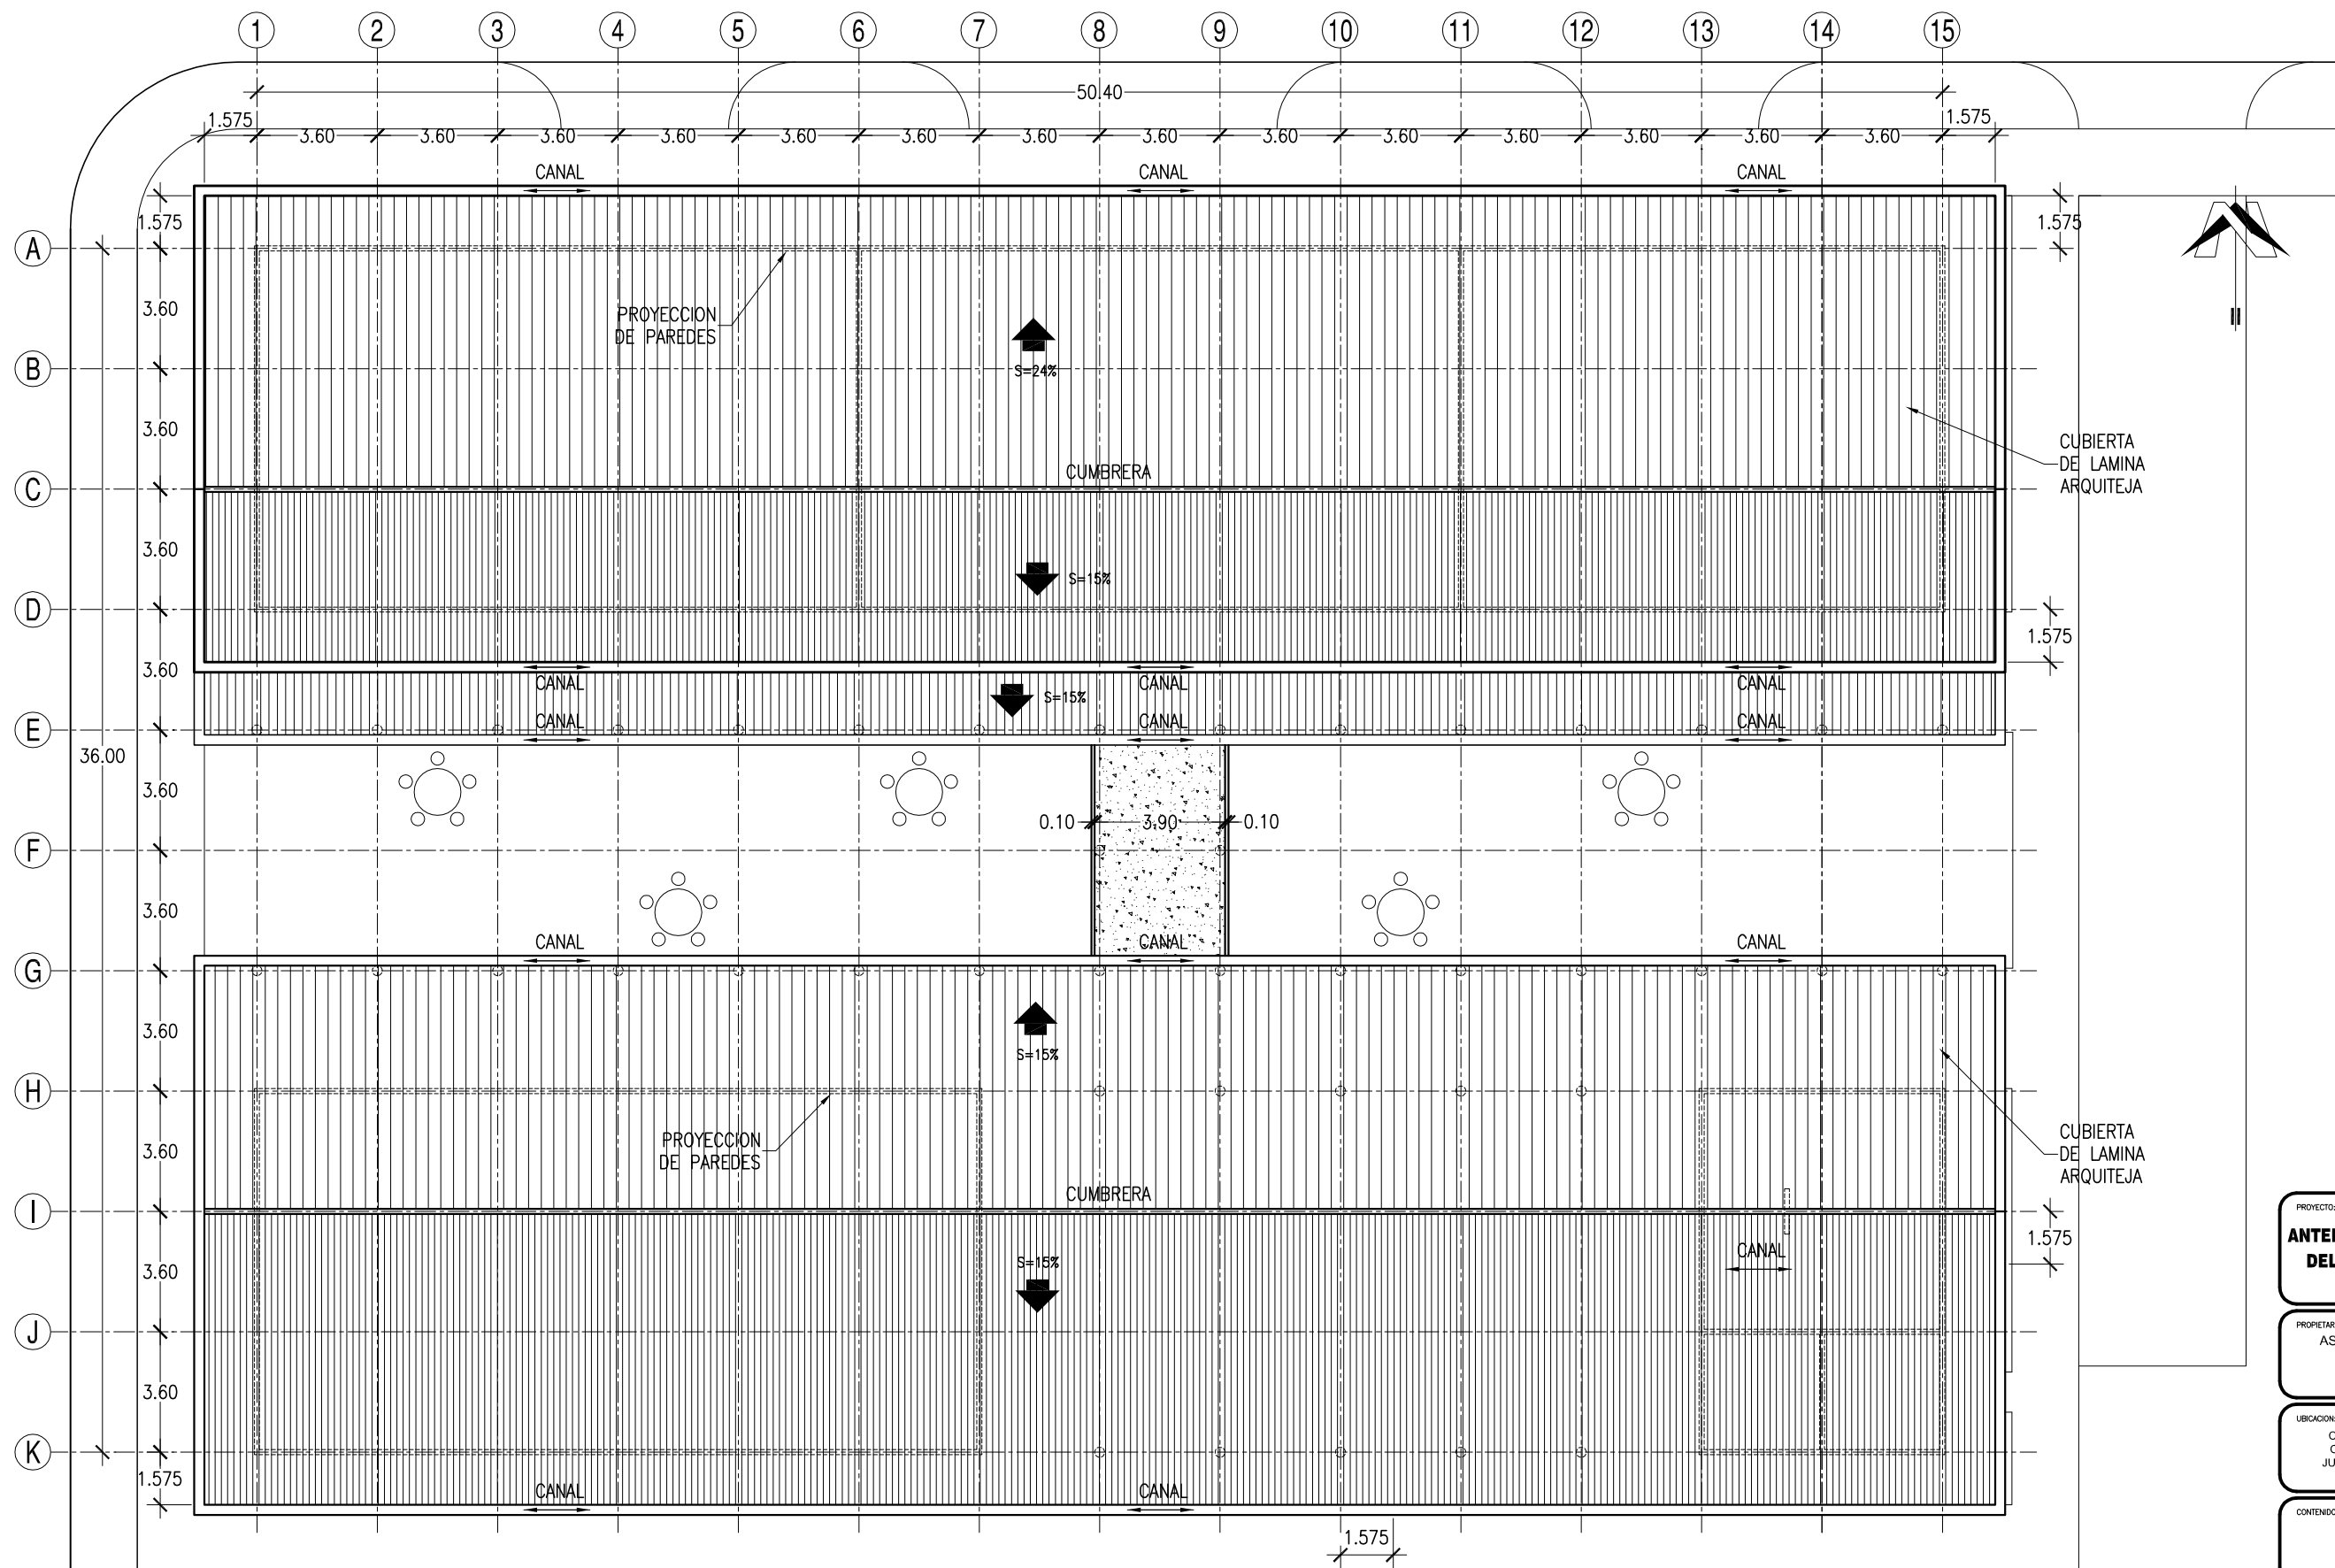 1 2 3 4 5 6 7 8 9 10 11 12 13 14 15
50.40
1.575 1.575
3.60 3.60 3.60 3.60 3.60 3.60 3.60 3.60 3.60 3.60 3.60 3.60 3.60 3.60
CANAL CANAL CANAL
1.575 1.575
A
3.60
PROYECCION
DE PAREDES
B
S=24%
3.60
CUBIERTA
DE LAMINA
ARQUITEJA
CUMBRERA
C
3.60
S=15%
D
1.575
3.60
CANAL CANAL CANAL
S=15%
CANAL CANAL CANAL
E
36.00
3.60
0.10 3.90 0.10
F
3.60
CANAL CANAL CANAL
G
3.60
S=15%
H
PROYECCION
DE PAREDES
3.60
CUBIERTA
DE LAMINA
ARQUITEJA
CUMBRERA
I
1.575
CANAL
S=15%
3.60
J
3.60
K
1.575
CANAL CANAL
1.575
PROYECTO:
ANTE
DEL
PROPIETAR
AS
UBICACION:
C
C
JU
CONTENIDO